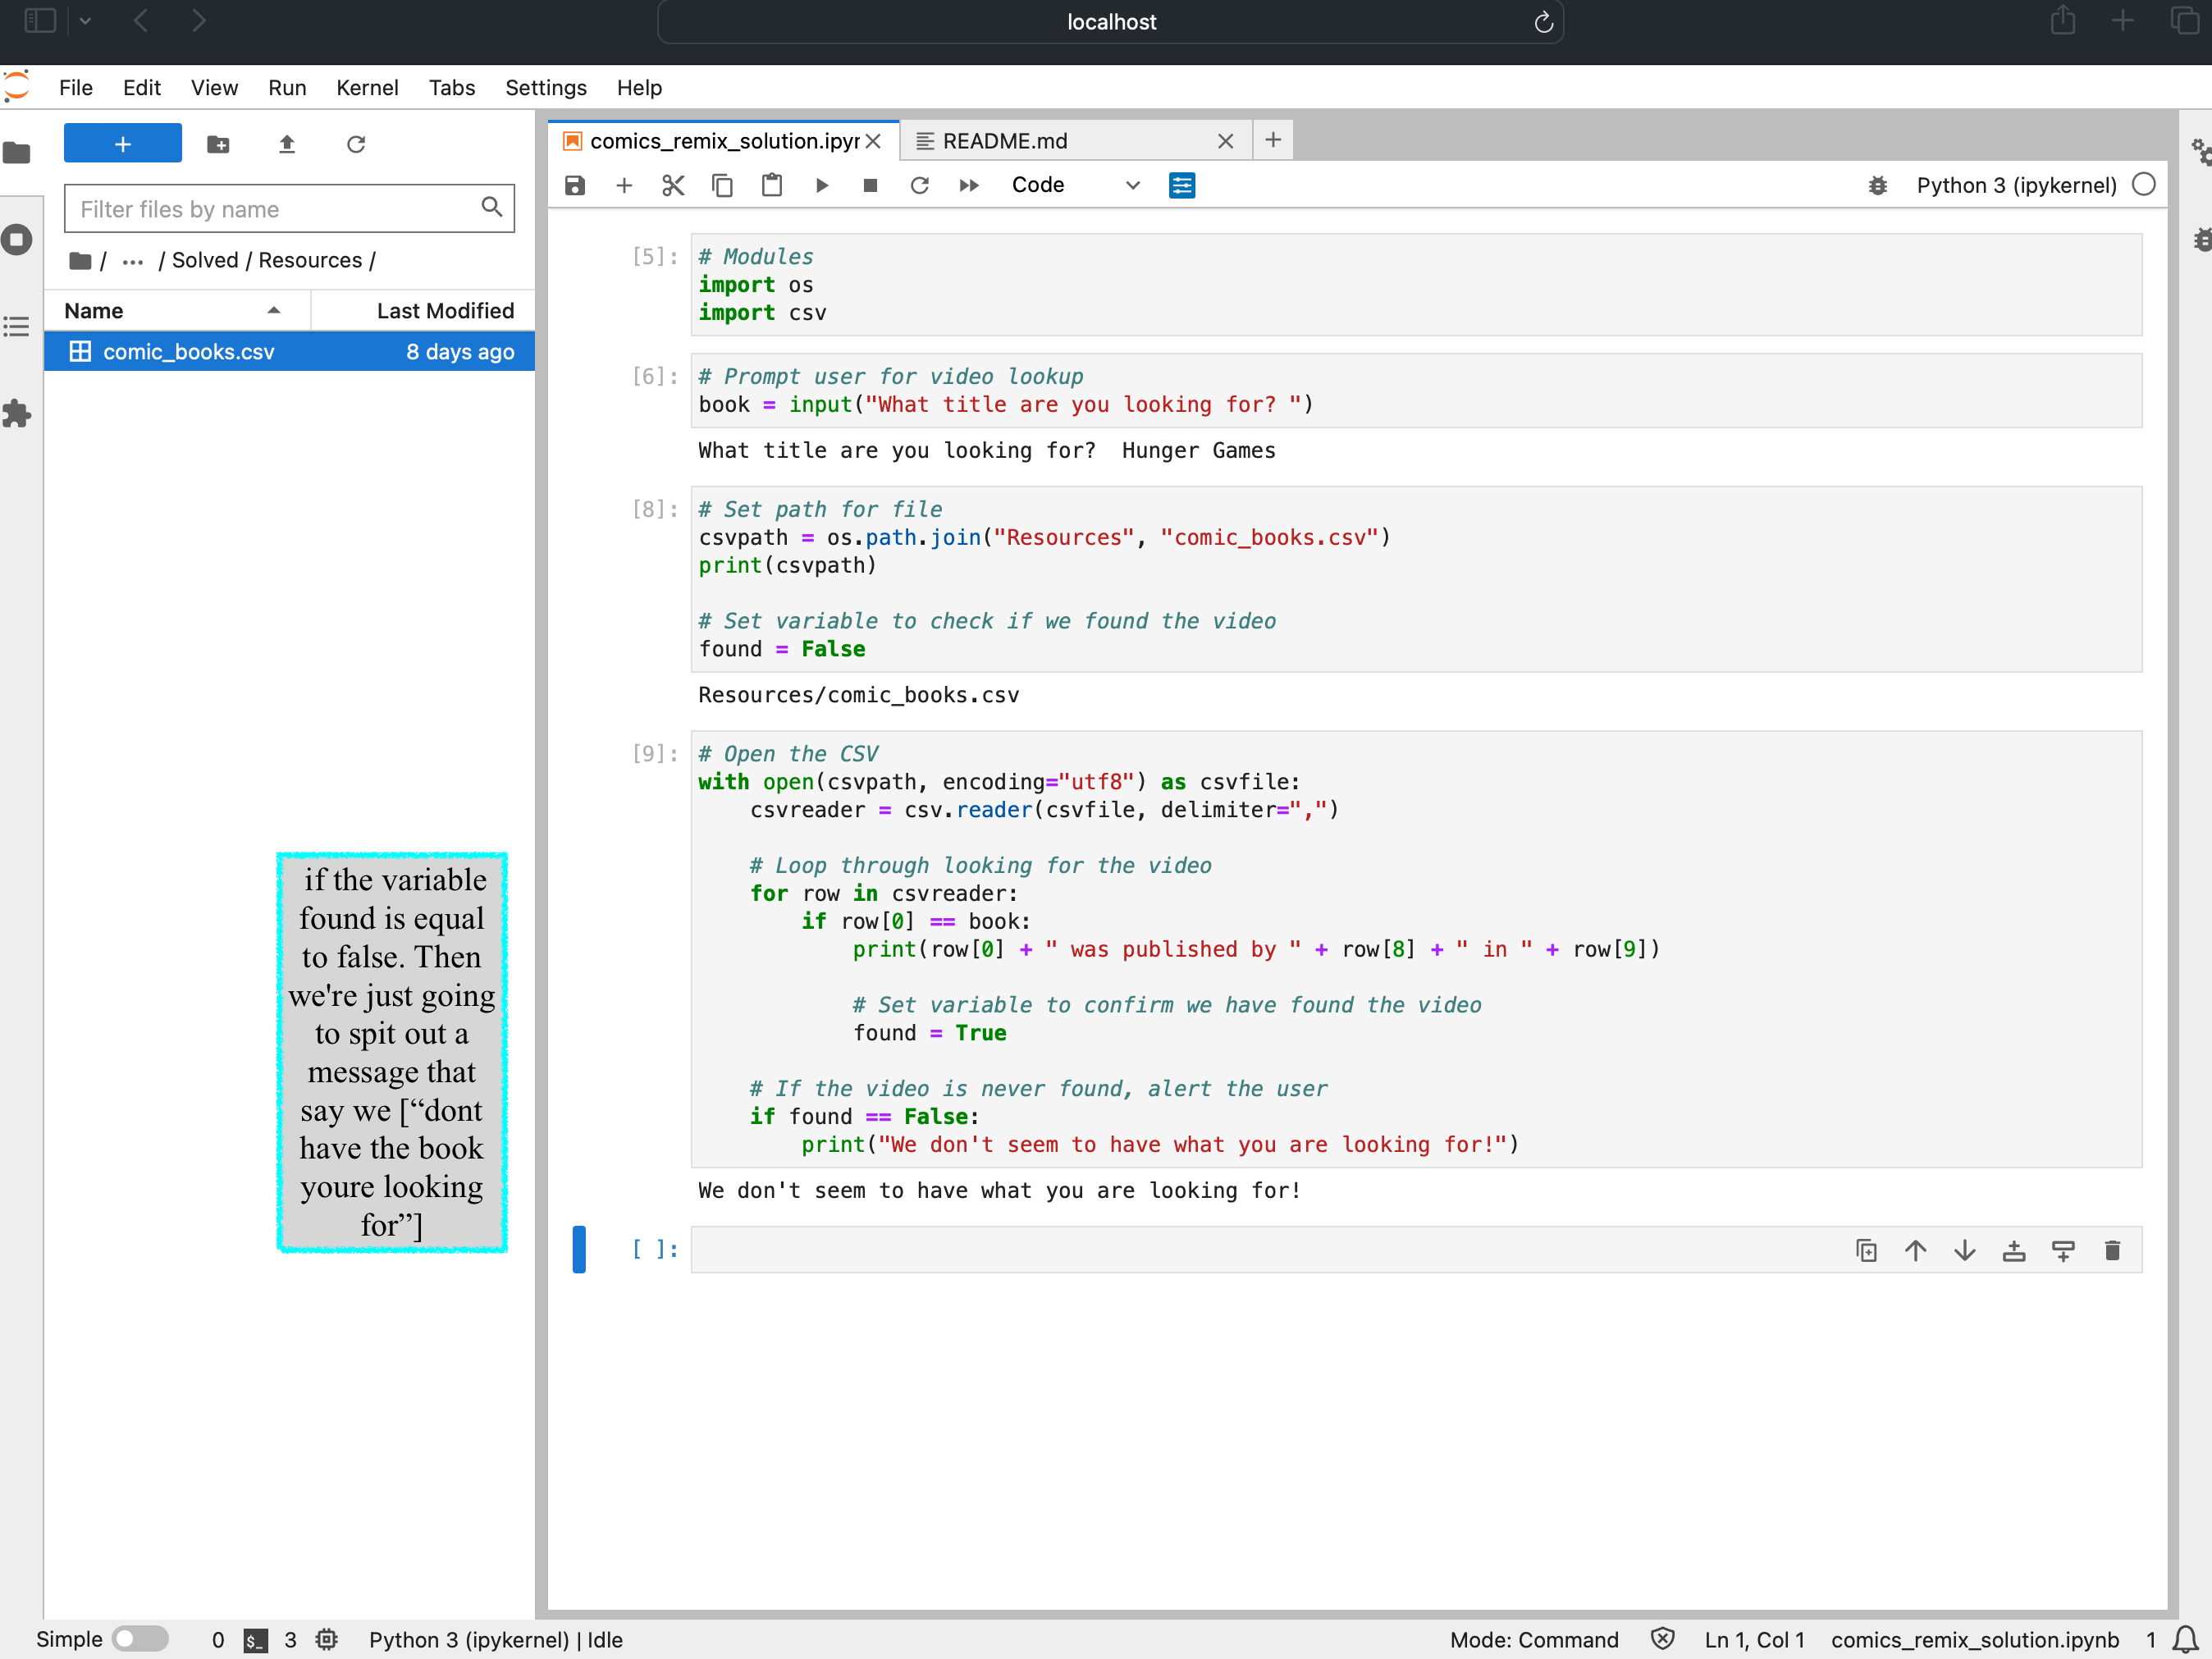 localhost
File Edit View Run Kernel Tabs Settings Help
+
Filter files by name
/ ... / Solved / Resources /
Name Last Modified
comic_books.csv 8 days ago
if the variable
found is equal
to false. Then
we're just going
to spit out a
message that
say we [“dont
have the book
youre looking
for”]
comics_remix_solution.ipyr README.md
Code Python 3 (ipykernel)
[5]: # Modules
import os
import csv
[6]: # Prompt user for video lookup
book = input("What title are you looking for? ")
What title are you looking for?  Hunger Games
[8]: # Set path for file
csvpath = os.path.join("Resources", "comic_books.csv")
print(csvpath)
# Set variable to check if we found the video
found = False
Resources/comic_books.csv
[9]: # Open the CSV
with open(csvpath, encoding="utf8") as csvfile:
    csvreader = csv.reader(csvfile, delimiter=",")
    # Loop through looking for the video
    for row in csvreader:
        if row[0] == book:
            print(row[0] + " was published by " + row[8] + " in " + row[9])
            # Set variable to confirm we have found the video
            found = True
    # If the video is never found, alert the user
    if found == False:
        print("We don't seem to have what you are looking for!")
We don't seem to have what you are looking for!
[ ]:
Simple 0 $_ 3 Python 3 (ipykernel) | Idle Mode: Command Ln 1, Col 1 comics_remix_solution.ipynb 1